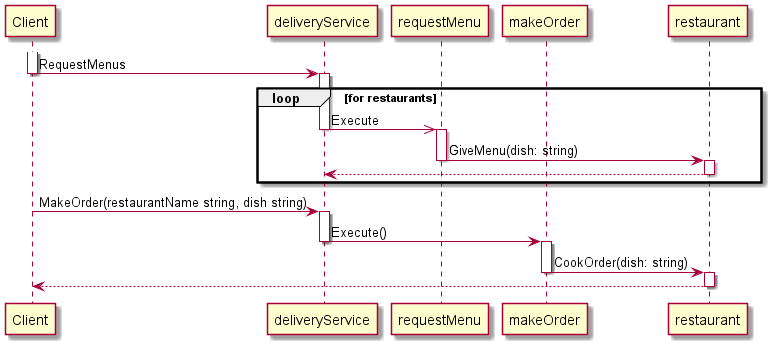 Client
deliveryService
requestMenu
makeOrder
restaurant
RequestMenus
loop
[for restaurants]
Execute
GiveMenu(dish: string)
MakeOrder(restaurantName string, dish string)
Execute()
CookOrder(dish: string)
Client
deliveryService
requestMenu
makeOrder
restaurant